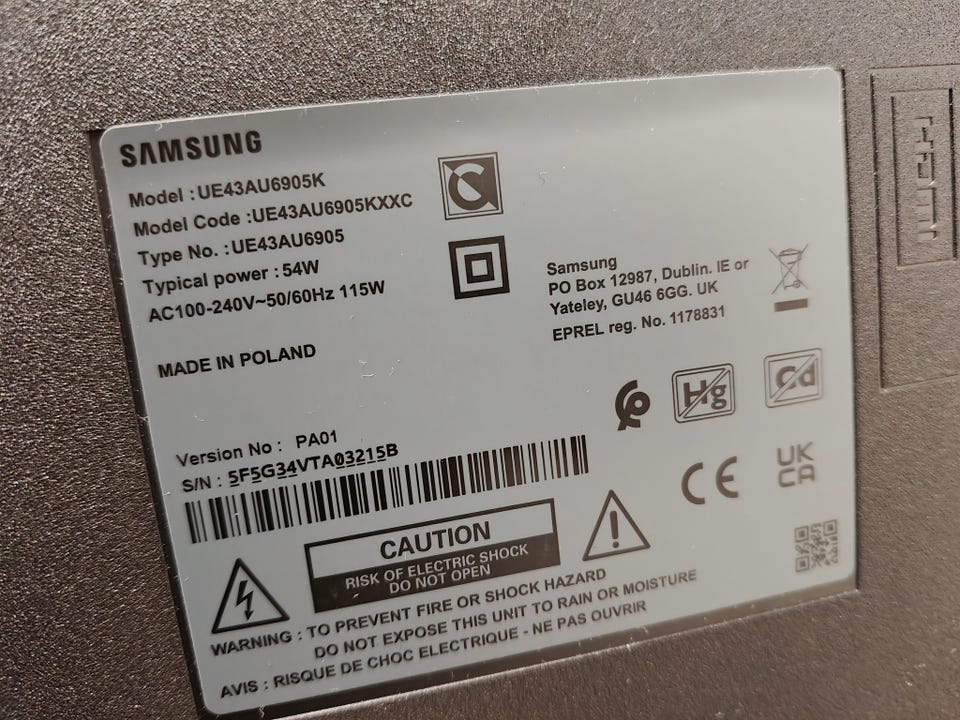 SAMSUNG
Model : UE43AU6905K
Model Code : UE43AU6905KXXC
Type No. : UE43AU6905
Typical power : 54W
AC100-240V~50/60Hz 115W
MADE IN POLAND
Samsung
PO Box 12987, Dublin. IE or
Yateley, GU46 6GG. UK
EPREL reg. No. 1178831
Hg
Cd
Version No : PA01
S/N : 5F5G34VTA03215B
CE
UK
CA
CAUTION
RISK OF ELECTRIC SHOCK
DO NOT OPEN
WARNING : TO PREVENT FIRE OR SHOCK HAZARD
DO NOT EXPOSE THIS UNIT TO RAIN OR MOISTURE
AVIS : RISQUE DE CHOC ELECTRIQUE - NE PAS OUVRIR
HDMI